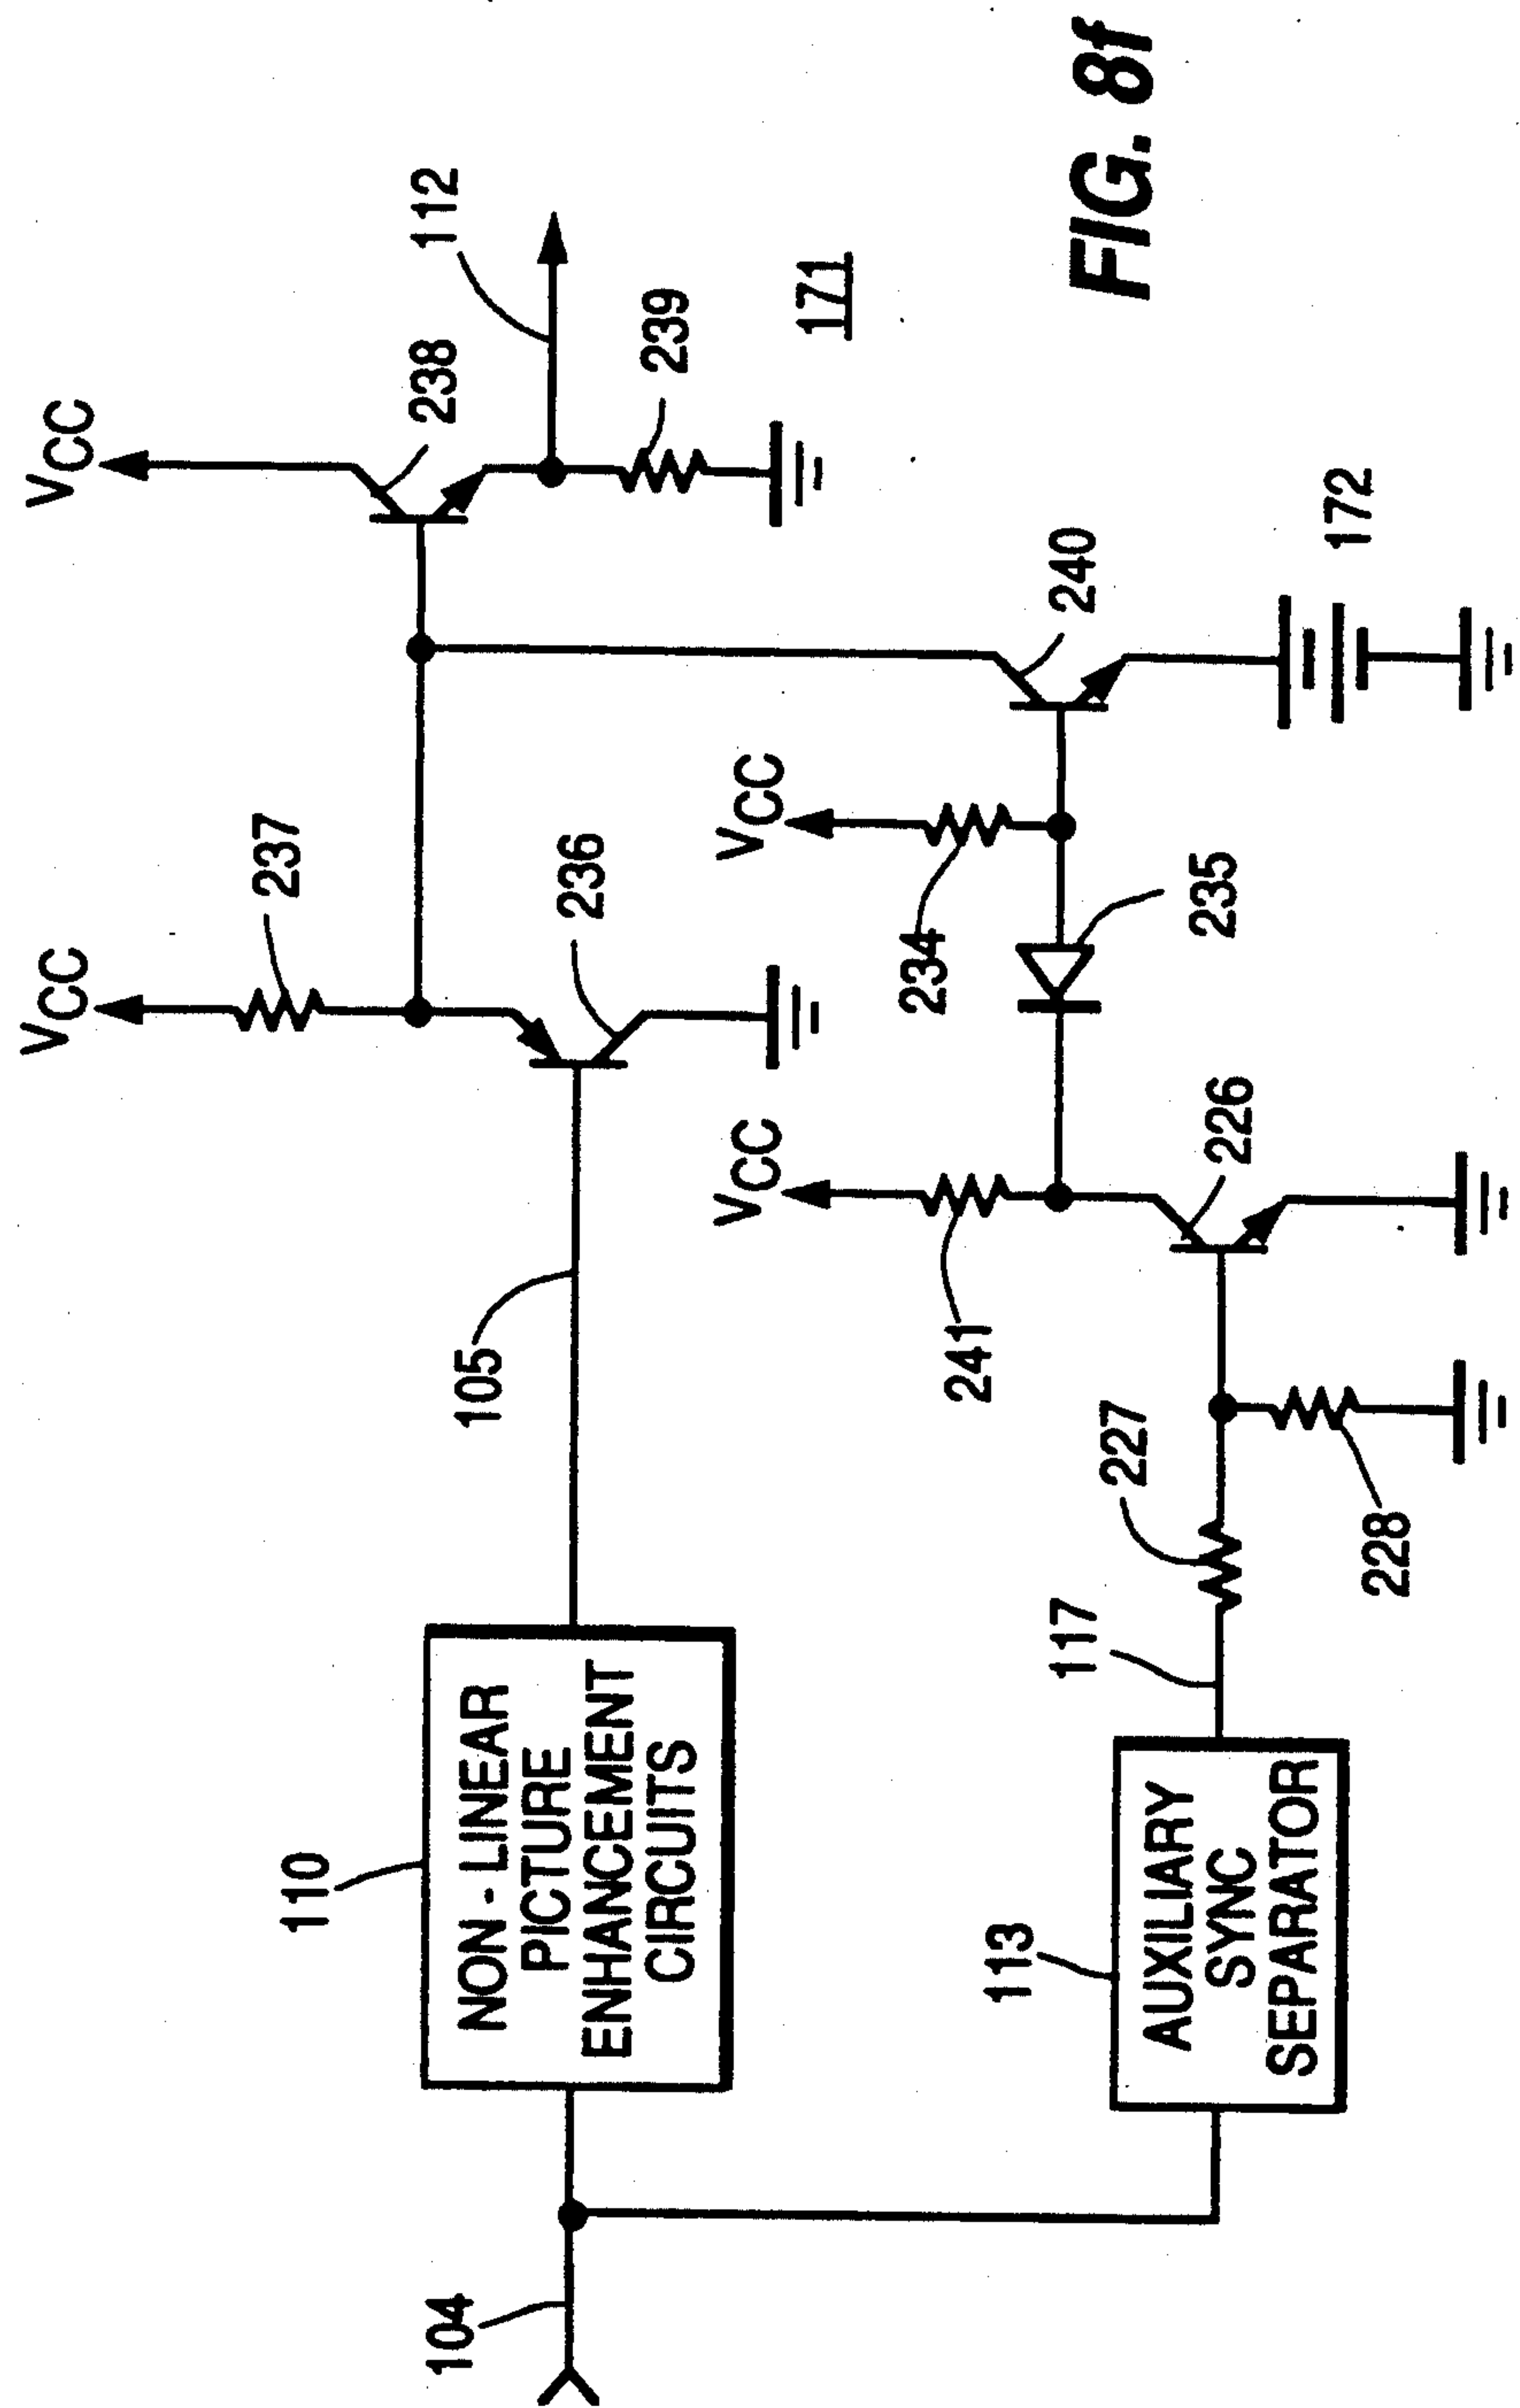 VCC
VCC
112
237
238
110
105
236
239
104
NON-LINEAR
PICTURE
ENHANCEMENT
CIRCUITS
VCC
VCC
171
241
234
240
113
117
227
AUXILIARY
SYNC
SEPARATOR
226
235
228
172
FIG. 8f